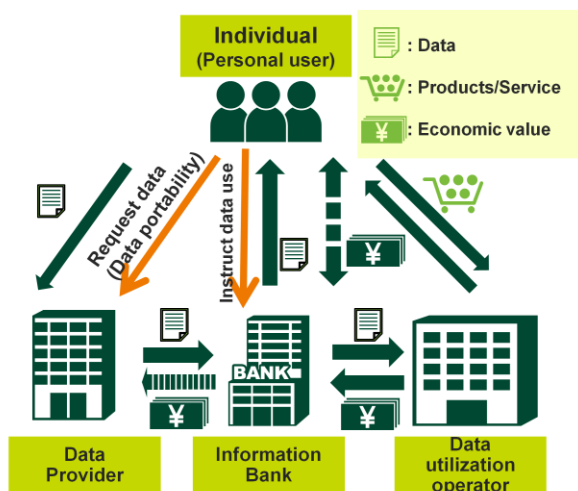 Individual
(Personal user)
: Data
: Products/Service
: Economic value
¥
Request data
(Data portability)
Instruct data use
¥
BANK
¥
¥
Data
Provider
Information
Bank
Data
utilization
operator